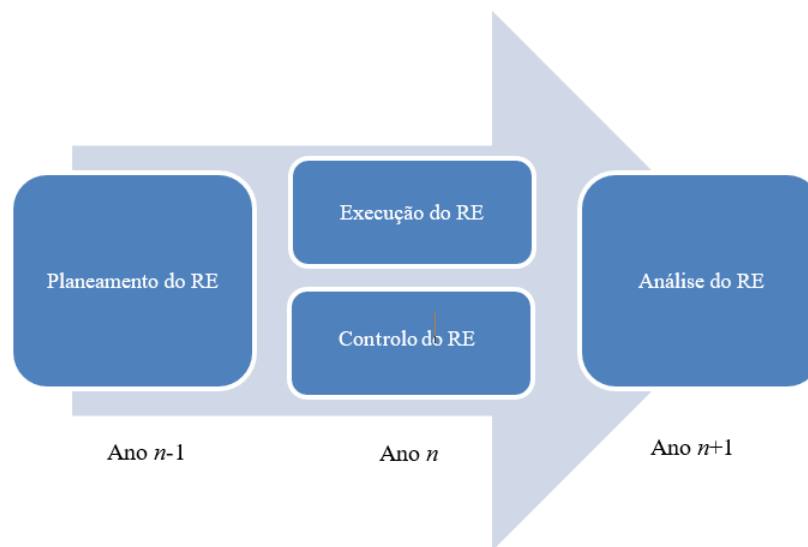 Planeamento do RE
Execução do RE
Controlo do RE
Análise do RE
Ano n-1
Ano n
Ano n+1